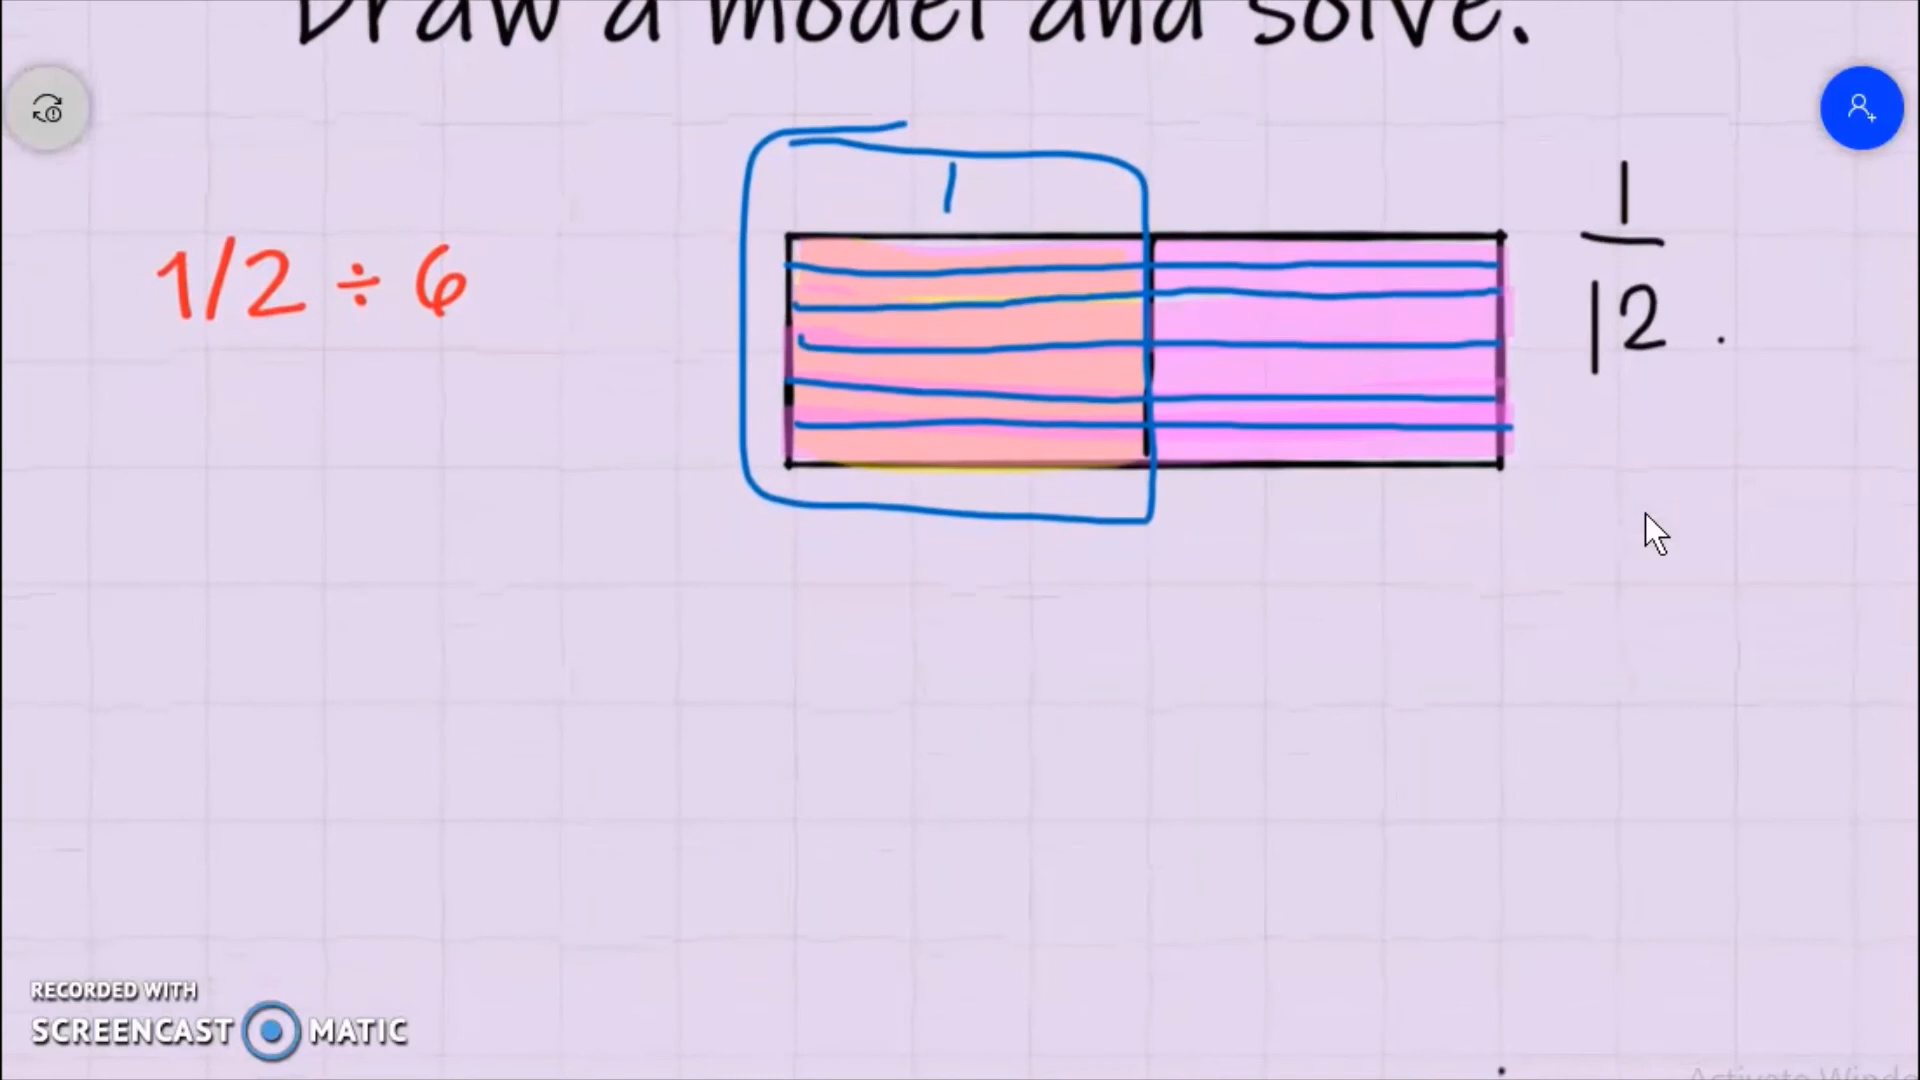 Draw a model and solve.
1
1/2 ÷ 6
1
12
RECORDED WITH
SCREENCAST MATIC